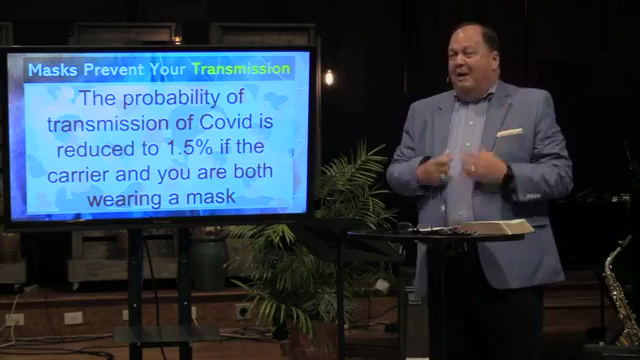 Masks Prevent Your Transmission
The probability of
transmission of Covid is
reduced to 1.5% if the
carrier and you are both
wearing a mask